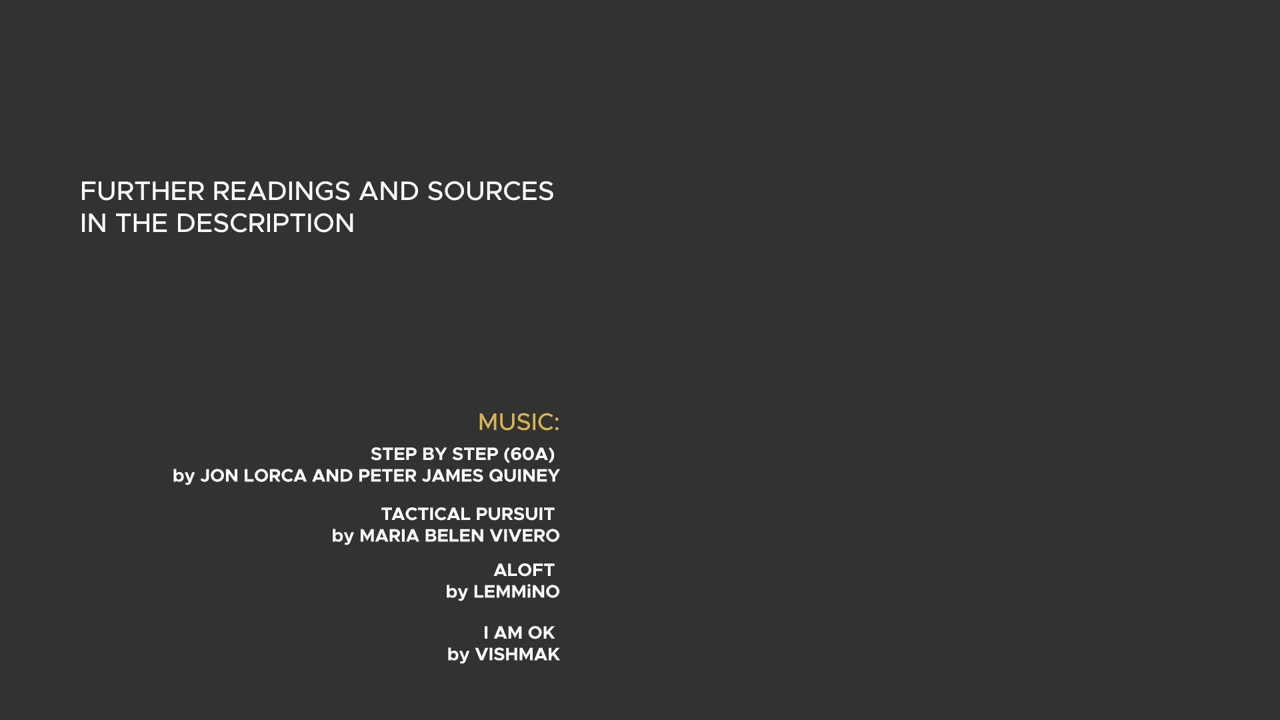 FURTHER READINGS AND SOURCES
IN THE DESCRIPTION
MUSIC:
STEP BY STEP (60A)
by JON LORCA AND PETER JAMES QUINEY
TACTICAL PURSUIT
by MARIA BELEN VIVERO
ALOFT
by LEMMiNO
I AM OK
by VISHMAK